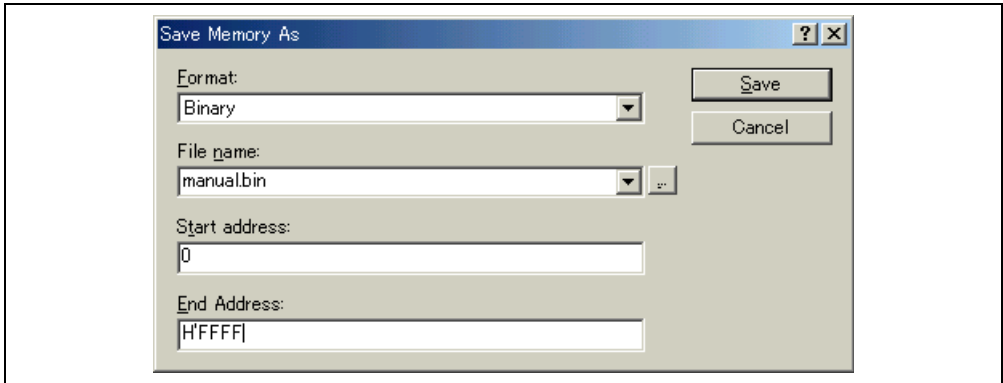 Save Memory As
Format:
Save
Binary
Cancel
File name:
manual.bin
...
Start address:
0
End Address:
H'FFFF